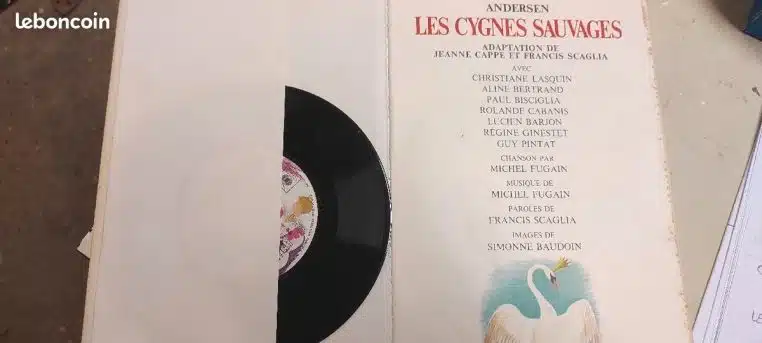 leboncoin
ANDERSEN
LES CYGNES SAUVAGES
ADAPTATION DE
JEANNE CAPPE ET FRANCIS SCAGLIA
AVEC
CHRISTIANE LASQUIN
ALINE BERTRAND
PAUL BISCIGLIA
ROLANDE CABANIS
LUCIEN BARJON
RÉGINE GINESTET
GUY PINTAT
CHANSON PAR
MICHEL FUGAIN
MUSIQUE DE
MICHEL FUGAIN
PAROLES DE
FRANCIS SCAGLIA
IMAGES DE
SIMONNE BAUDOIN